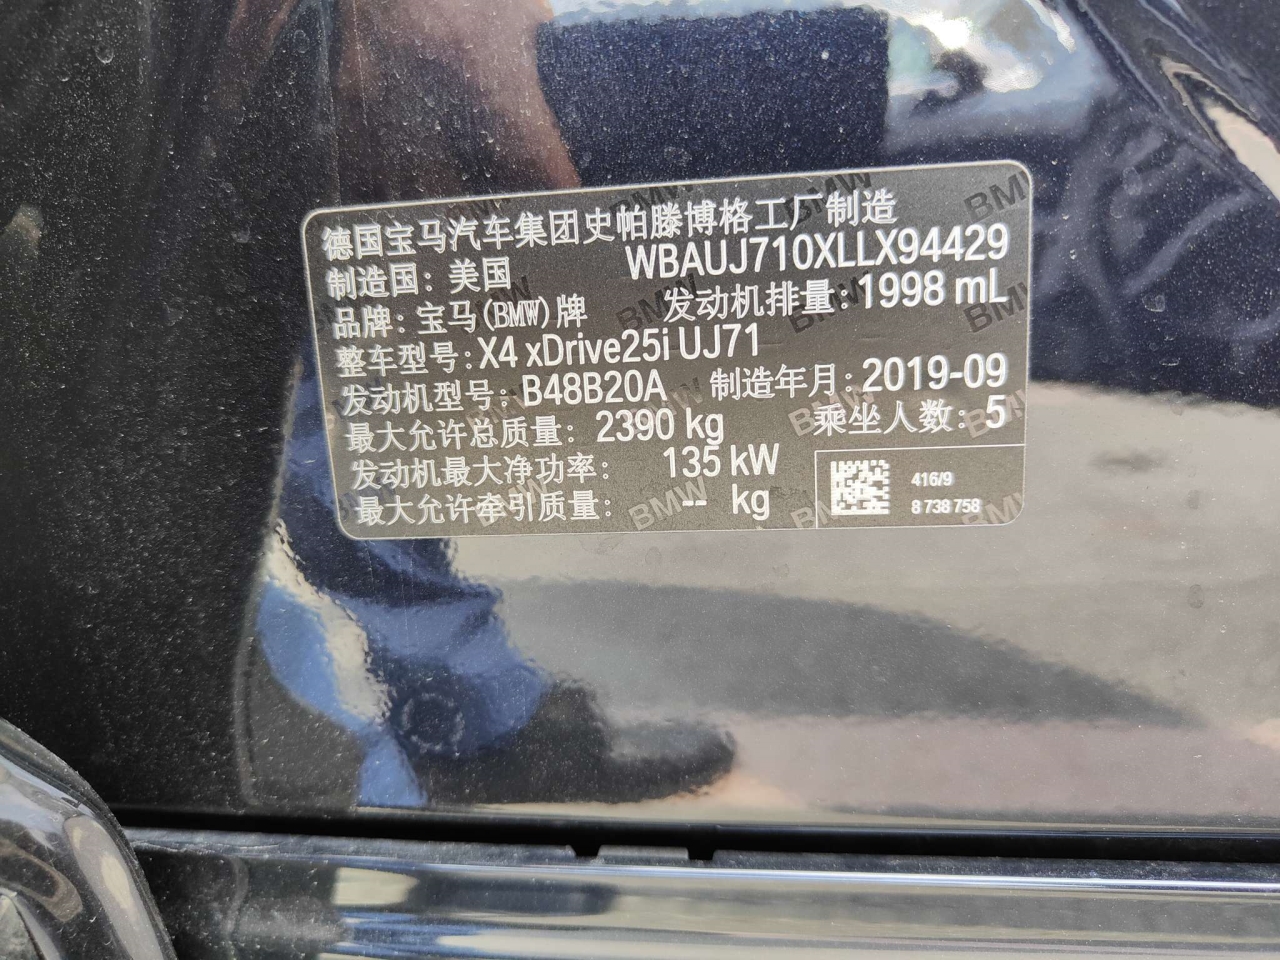 德国宝马汽车集团史帕滕博格工厂制造
制造国：美国 WBAUJ710XLLX94429
品牌：宝马(BMW)牌 发动机排量：1998 mL
整车型号：X4 xDrive25i UJ71
发动机型号：B48B20A 制造年月：2019-09
最大允许总质量：2390 kg 乘坐人数：5
发动机最大净功率：135 kW
最大允许牵引质量：-- kg
416/9
8 738 758